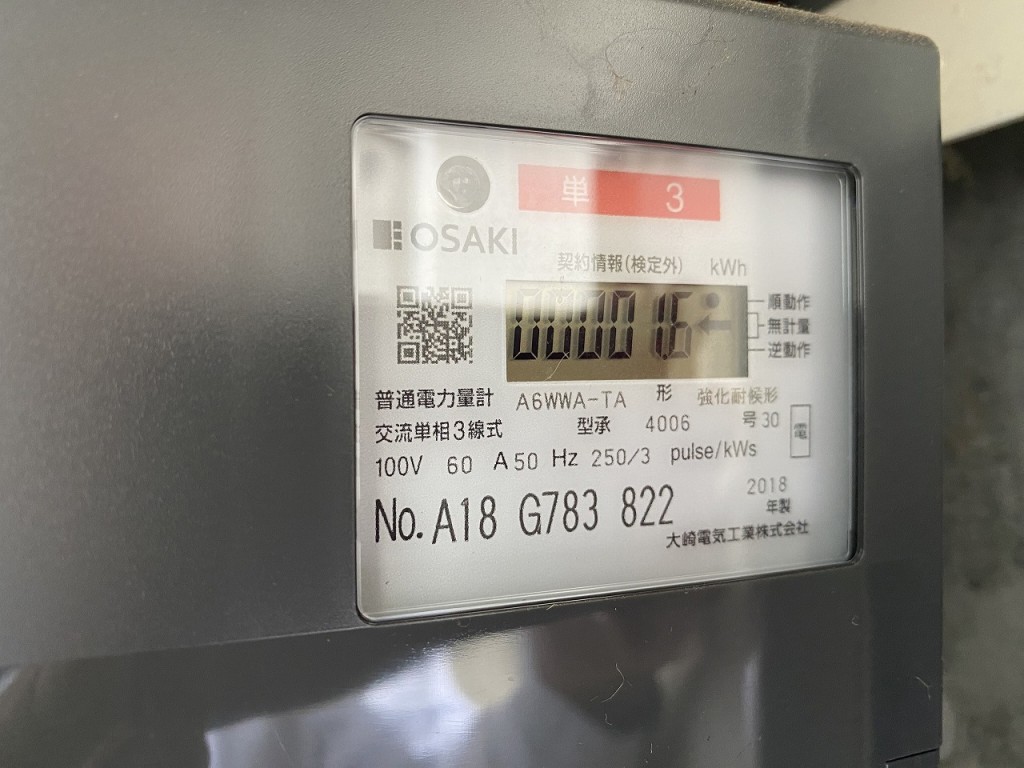 単 3
OSAKI
契約情報(検定外) kWh
000016
順動作
無計量
逆動作
普通電力量計 A6WWA-TA 形 強化耐候形
交流単相3線式 型承 4006 号 30 電
100V 60 A 50 Hz 250/3 pulse/kWs
No. A18 G783 822
2018
年製
大崎電気工業株式会社